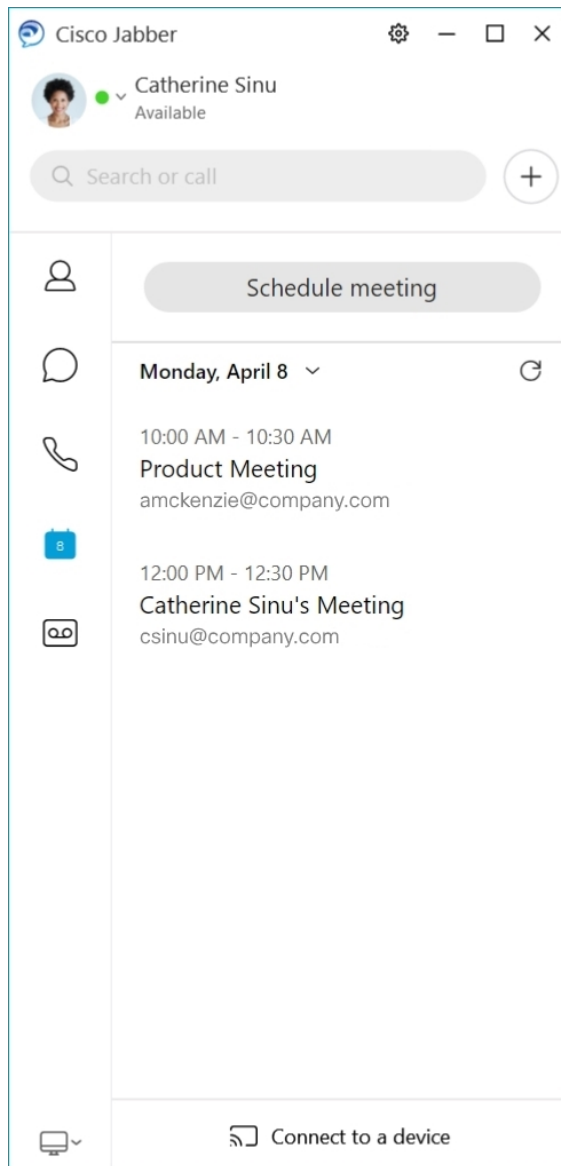 Cisco Jabber
Catherine Sinu
Available
Search or call
Schedule meeting
Monday, April 8
10:00 AM - 10:30 AM
Product Meeting
amckenzie@company.com
8
12:00 PM - 12:30 PM
Catherine Sinu's Meeting
csinu@company.com
Connect to a device